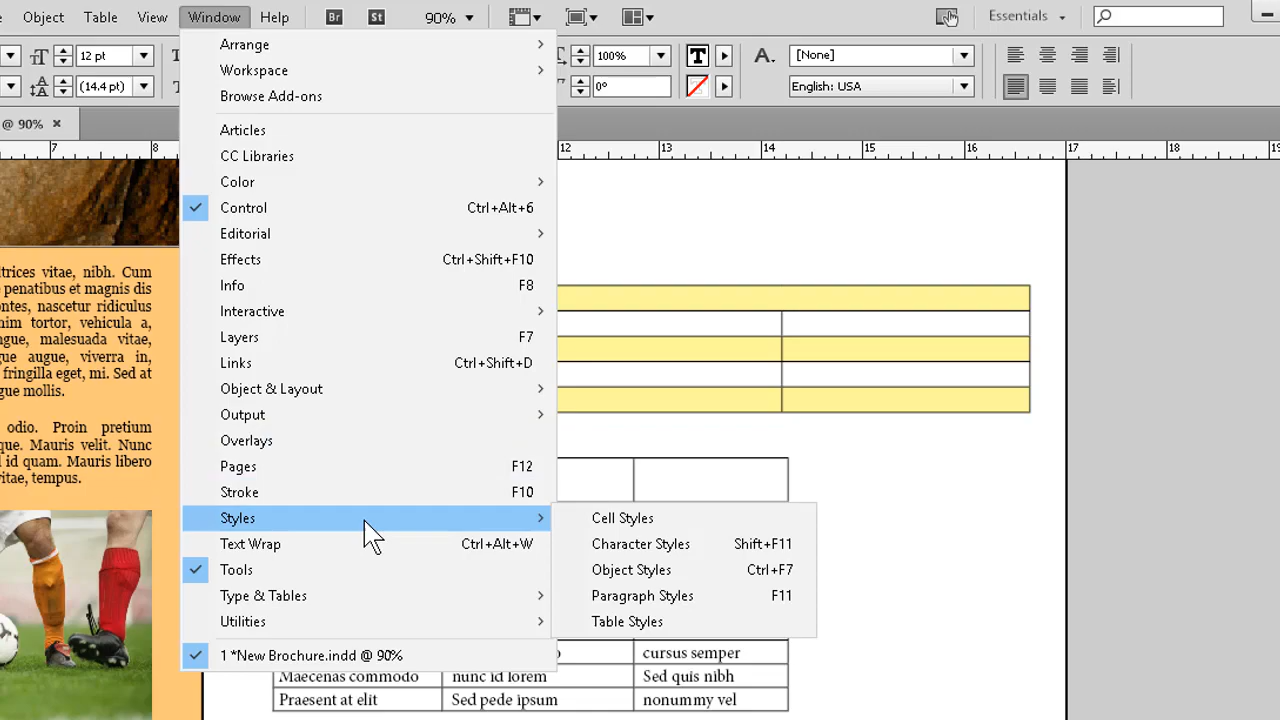 Object Table View Window Help Br St 90% Essentials
12 pt 100% T A. [None]
(14.4 pt) 0° English: USA
@ 90% ×
7 8 12 13 14 15 16 17 18 19
Arrange
Workspace
Browse Add-ons
Articles
CC Libraries
Color
Control Ctrl+Alt+6
Editorial
Effects Ctrl+Shift+F10
Info F8
Interactive
Layers F7
Links Ctrl+Shift+D
Object & Layout
Output
Overlays
Pages F12
Stroke F10
Styles
Text Wrap Ctrl+Alt+W
Tools
Type & Tables
Utilities
1 *New Brochure.indd @ 90%
Cell Styles
Character Styles Shift+F11
Object Styles Ctrl+F7
Paragraph Styles F11
Table Styles
ltrices vitae, nibh. Cum
penatibus et magnis dis
ontes, nascetur ridiculus
nim tortor, vehicula a,
ngue, malesuada vitae,
gue augue, viverra in,
fringilla eget, mi. Sed at
gue mollis.
odio. Proin pretium
que. Mauris velit. Nunc
d id quam. Mauris libero
vitae, tempus.
cursus semper
Maecenas commodo nunc id lorem Sed quis nibh
Praesent at elit Sed pede ipsum nonummy vel